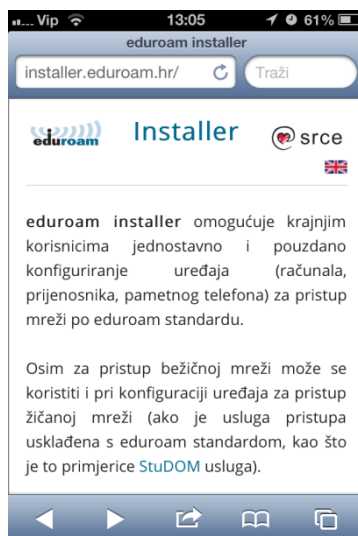 Vip 13:05 61%
eduroam installer
installer.eduroam.hr/ Traži
eduroam Installer srce
eduroam installer omogućuje krajnjim
korisnicima jednostavno i pouzdano
konfiguriranje uređaja (računala,
prijenosnika, pametnog telefona) za pristup
mreži po eduroam standardu.
Osim za pristup bežičnoj mreži može se
koristiti i pri konfiguraciji uređaja za pristup
žičanoj mreži (ako je usluga pristupa
usklađena s eduroam standardom, kao što
je to primjerice StuDOM usluga).